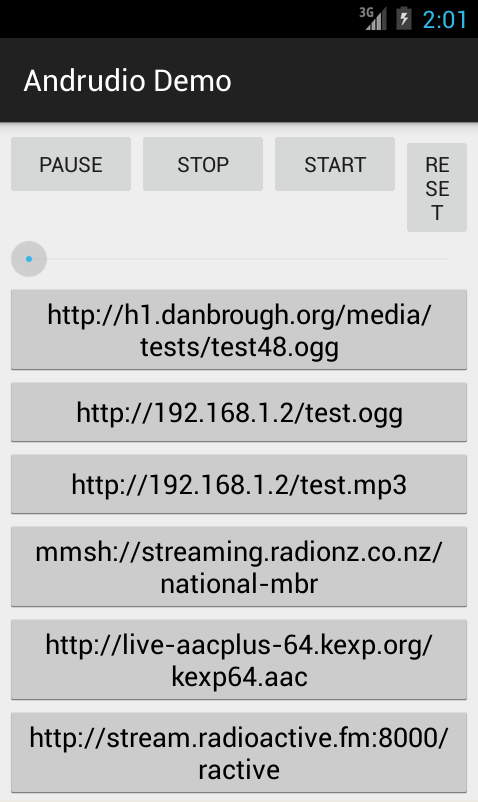 3G 2:01
Andrudio Demo
PAUSE STOP START RE
SE
T
http://h1.danbrough.org/media/
tests/test48.ogg
http://192.168.1.2/test.ogg
http://192.168.1.2/test.mp3
mmsh://streaming.radionz.co.nz/
national-mbr
http://live-aacplus-64.kexp.org/
kexp64.aac
http://stream.radioactive.fm:8000/
ractive